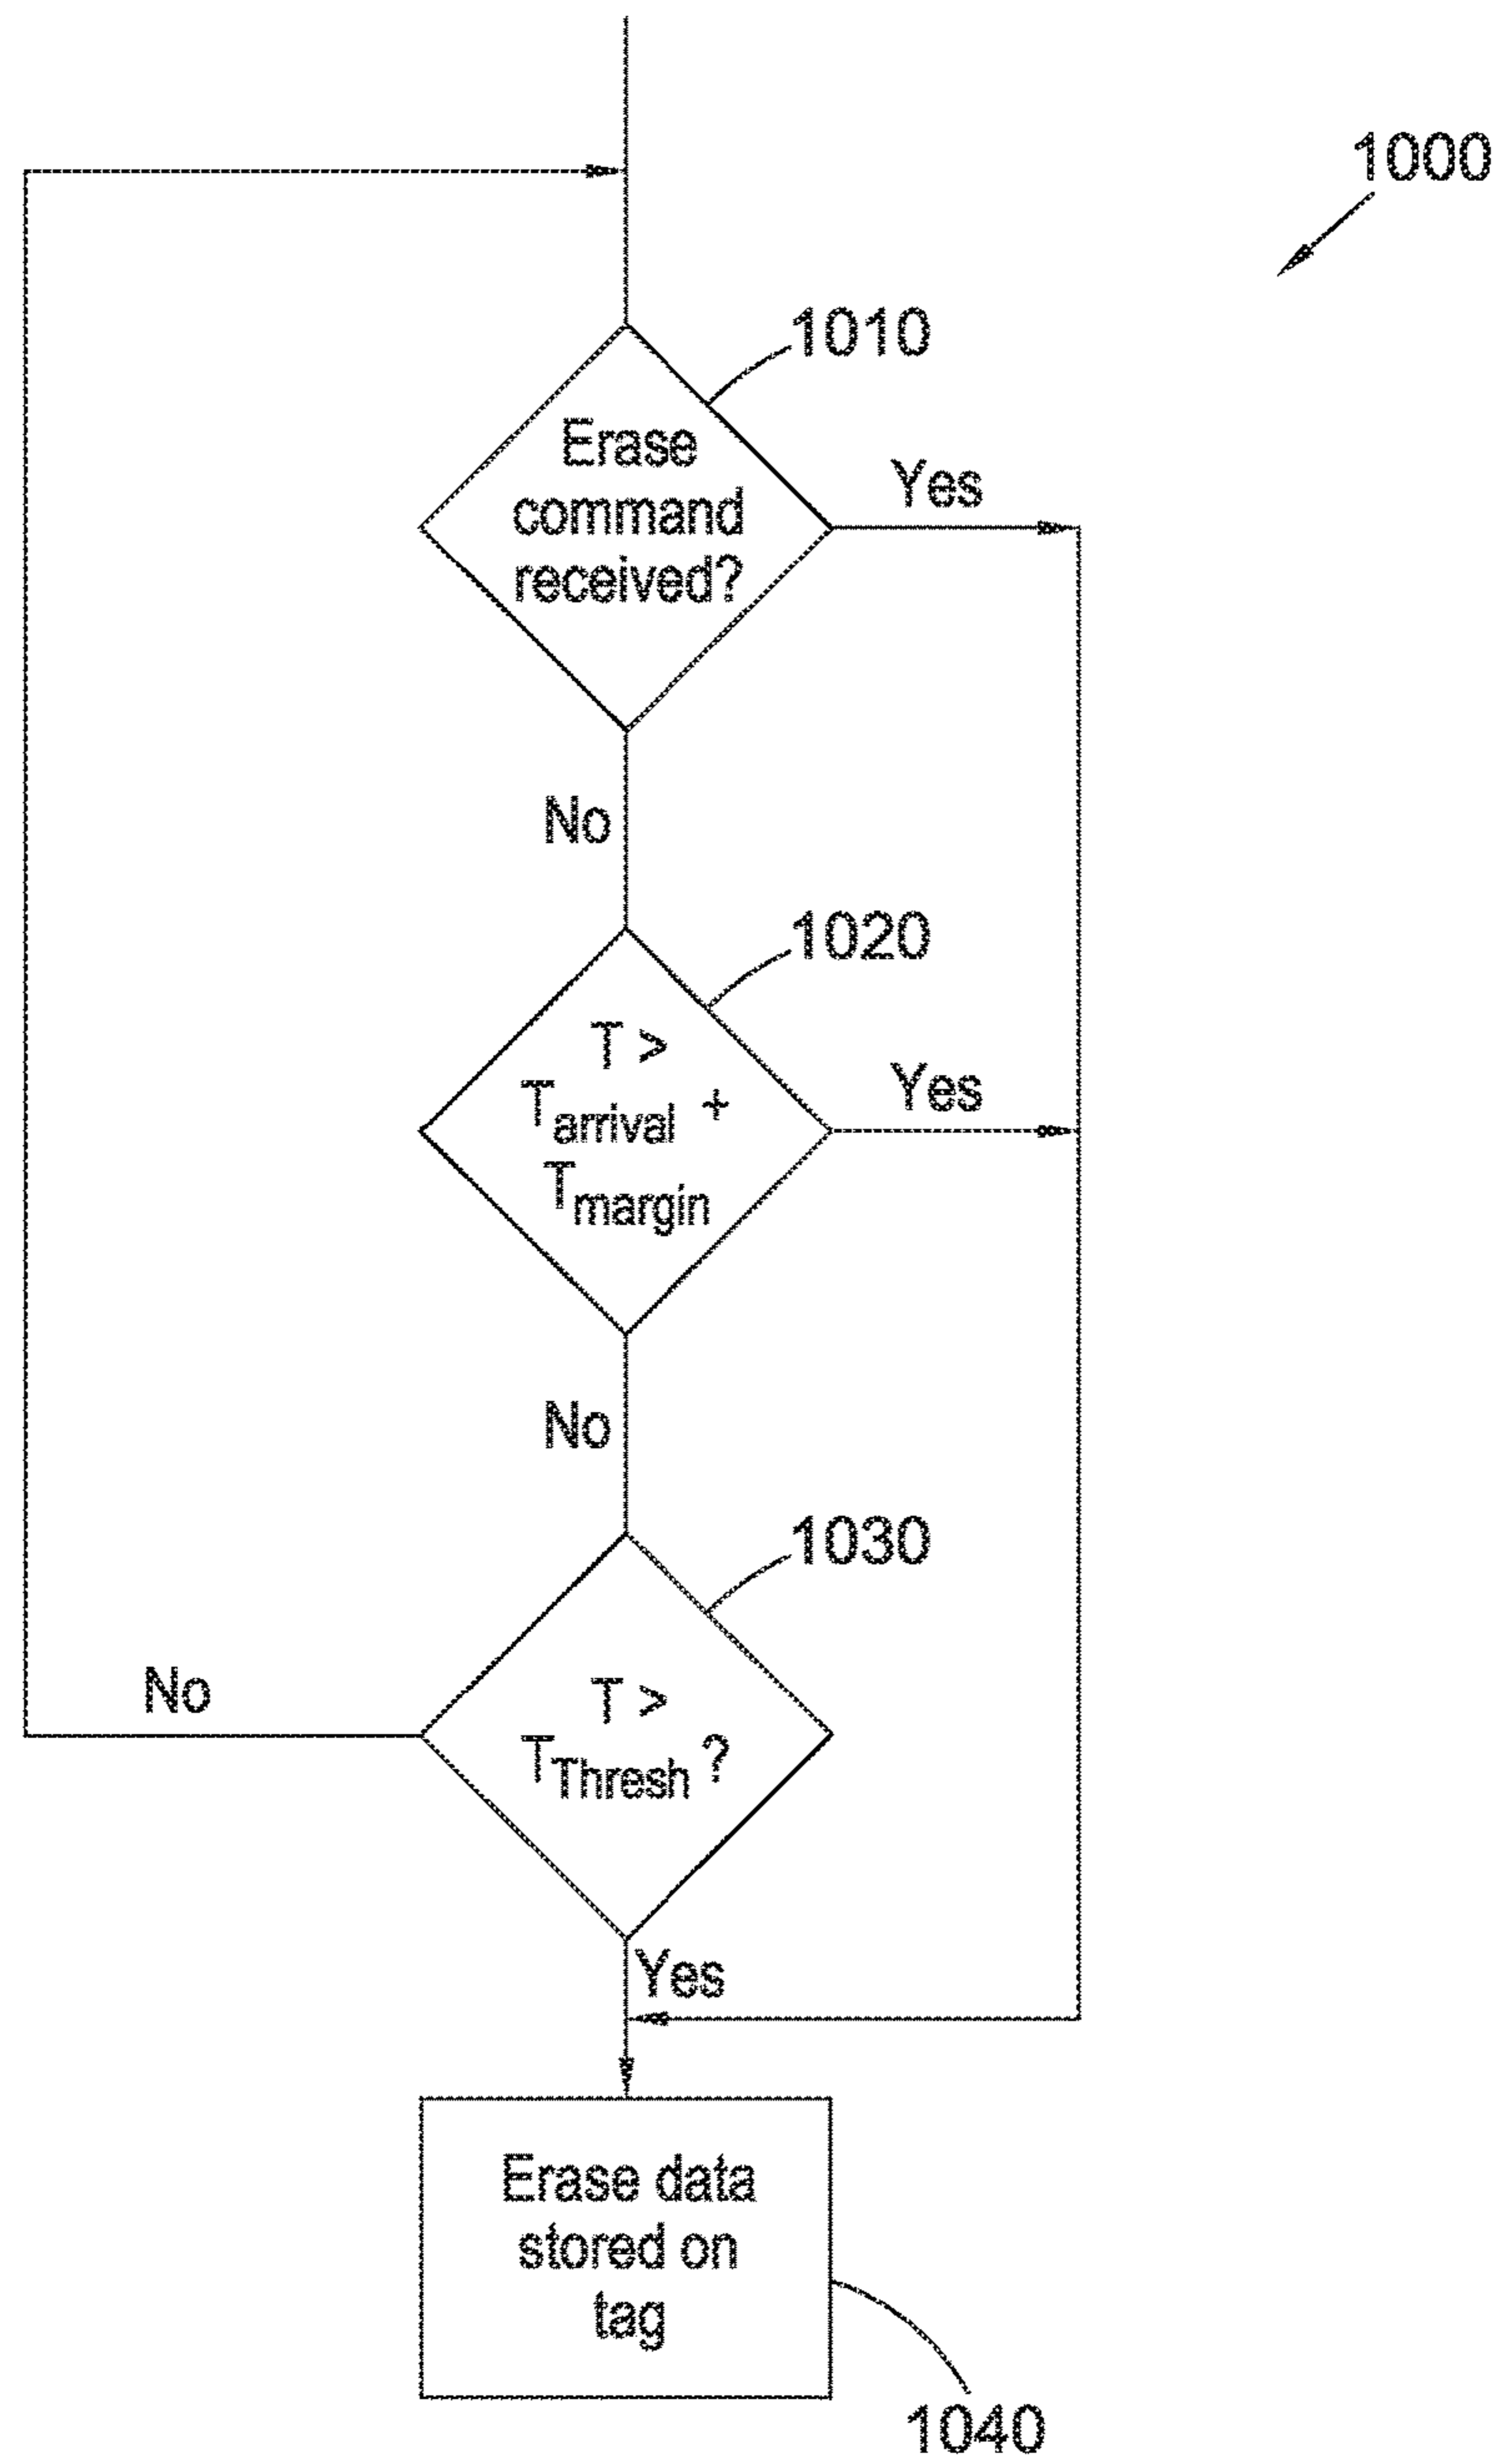 1000
1010
Erase
command
received?
Yes
No
1020
T >
Tarrival +
Tmargin
Yes
No
1030
T >
TThresh ?
No
Yes
Erase data
stored on
tag
1040